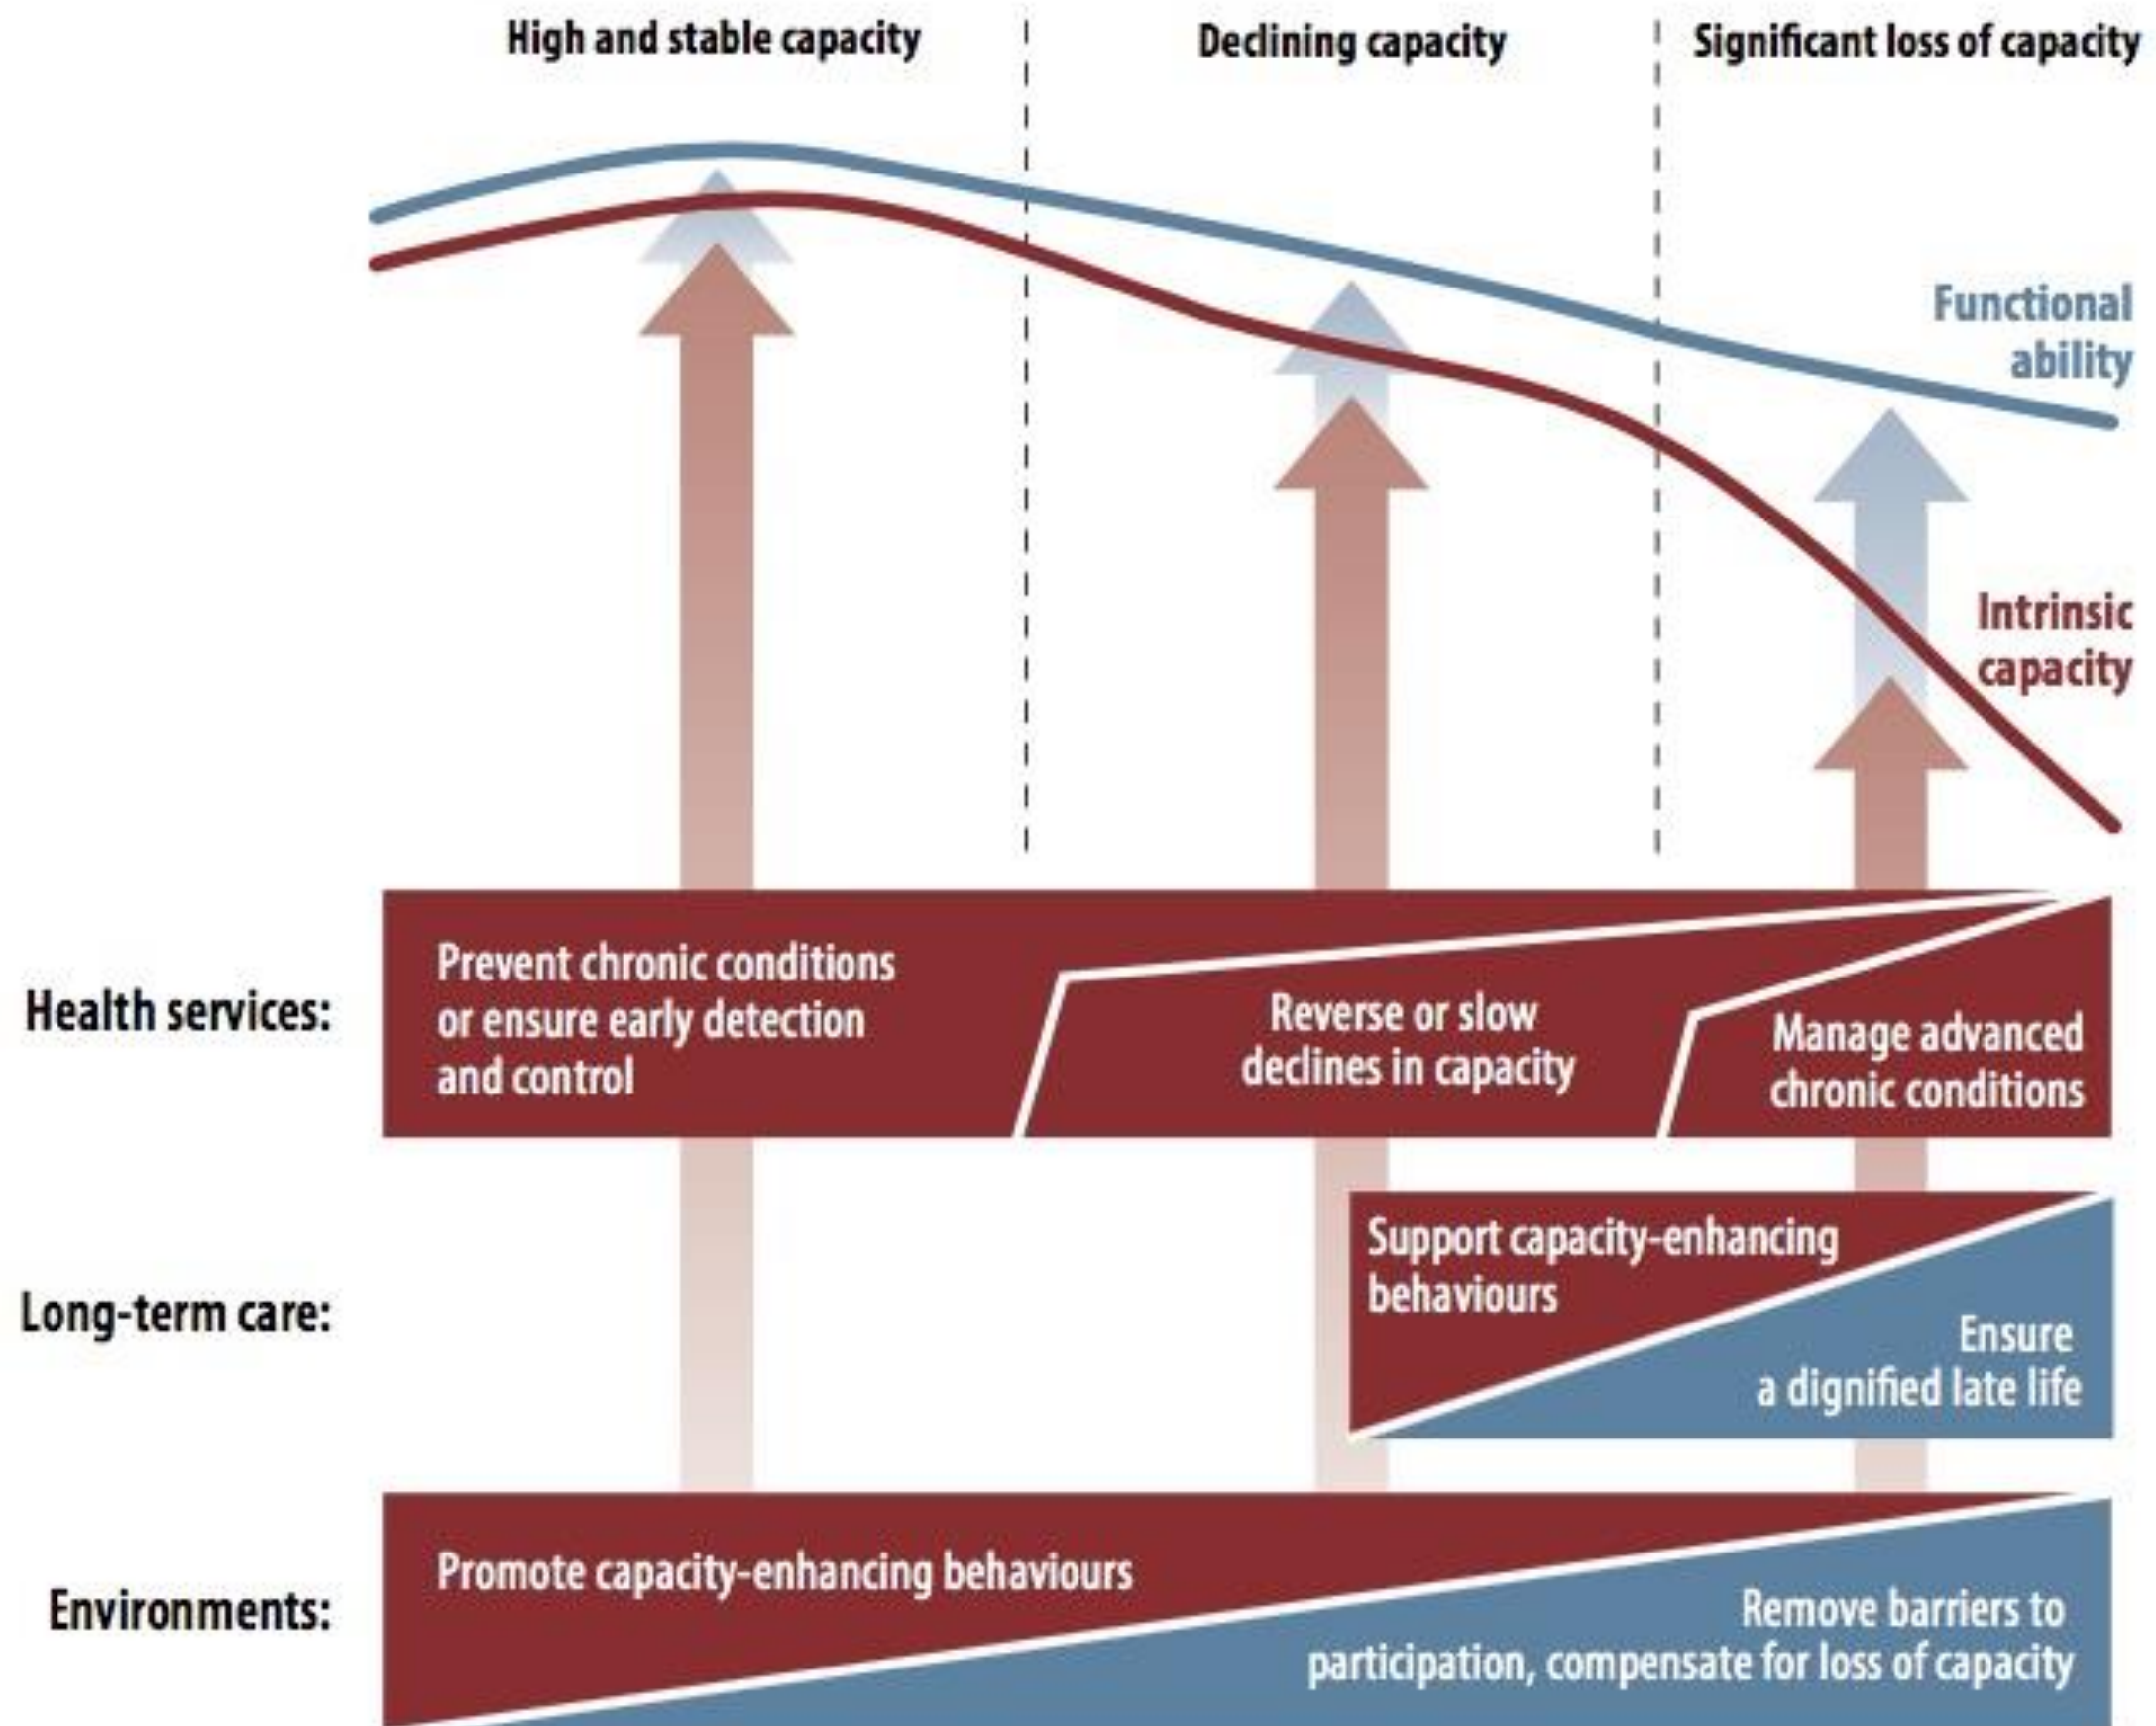 High and stable capacity
Declining capacity
Significant loss of capacity
Functional
ability
Intrinsic
capacity
Health services:
Prevent chronic conditions
or ensure early detection
and control
Reverse or slow
declines in capacity
Manage advanced
chronic conditions
Long-term care:
Support capacity-enhancing
behaviours
Ensure
a dignified late life
Environments:
Promote capacity-enhancing behaviours
Remove barriers to
participation, compensate for loss of capacity